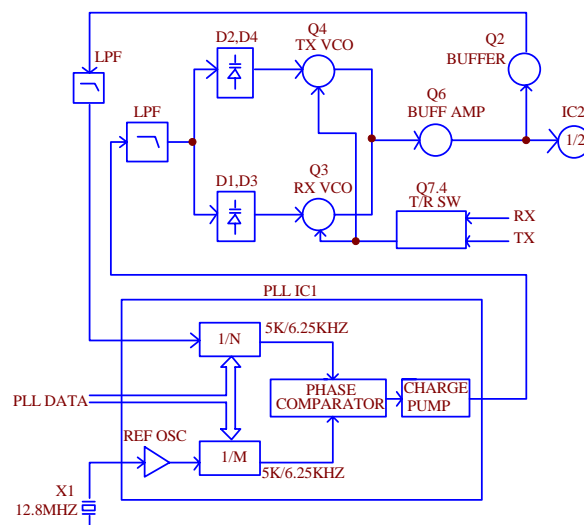 Q4
D2,D4
TX VCO
Q2
BUFFER
LPF
Q6
BUFF AMP
IC2
LPF
1/2
D1,D3
Q3
RX VCO
Q7.4
T/R SW
RX
TX
PLL IC1
5K/6.25KHZ
1/N
PHASE
COMPARATOR
CHARGE
PUMP
PLL DATA
REF OSC
1/M
5K/6.25KHZ
X1
12.8MHZ